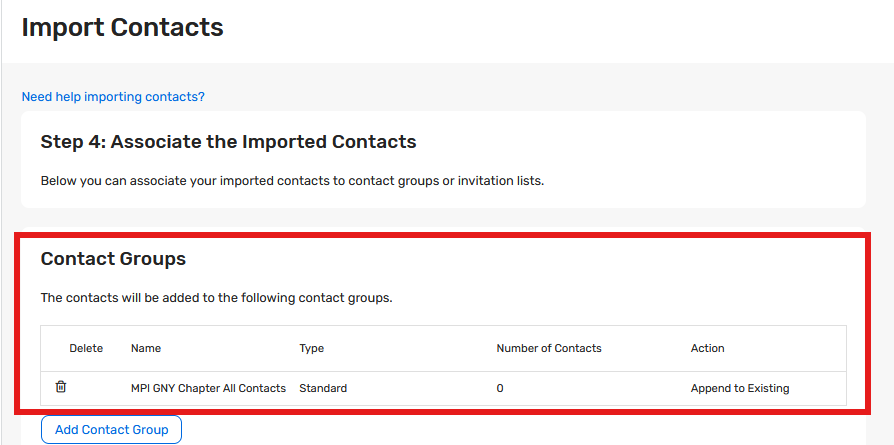 Import Contacts
Need help importing contacts?
Step 4: Associate the Imported Contacts
Below you can associate your imported contacts to contact groups or invitation lists.
Contact Groups
The contacts will be added to the following contact groups.
Delete Name Type Number of Contacts Action
MPI GNY Chapter All Contacts Standard 0 Append to Existing
Add Contact Group